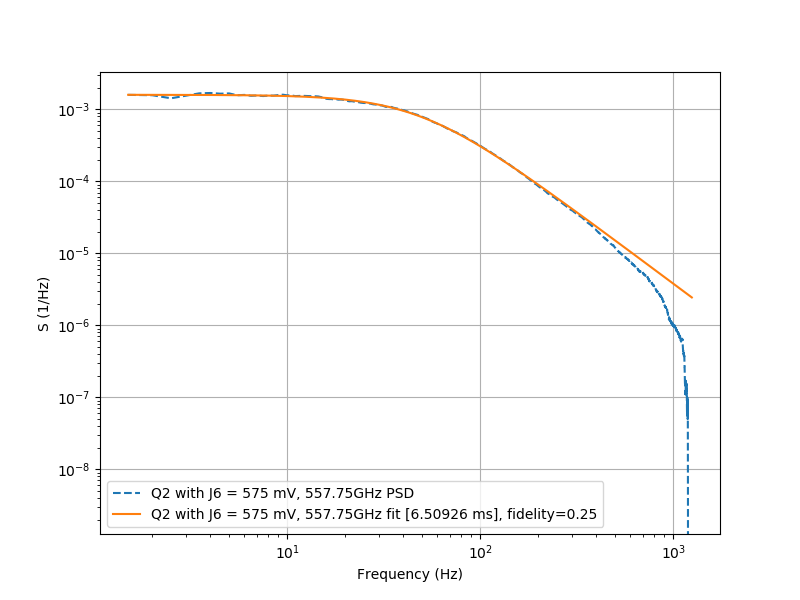 10⁻³
10⁻⁴
10⁻⁵
10⁻⁶
10⁻⁷
10⁻⁸
S (1/Hz)
Q2 with J6 = 575 mV, 557.75GHz PSD
Q2 with J6 = 575 mV, 557.75GHz fit [6.50926 ms], fidelity=0.25
10¹ 10² 10³
Frequency (Hz)